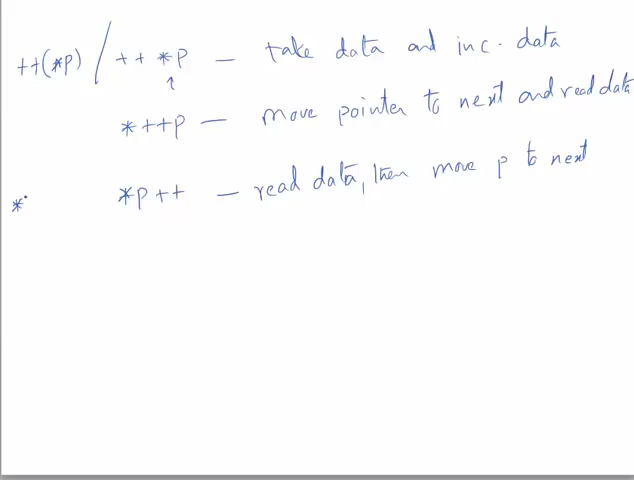 ++(*p) / ++ *p — take data and inc. data
↑
*++p — move pointer to next and read data
* *p++ — read data, then move p to next